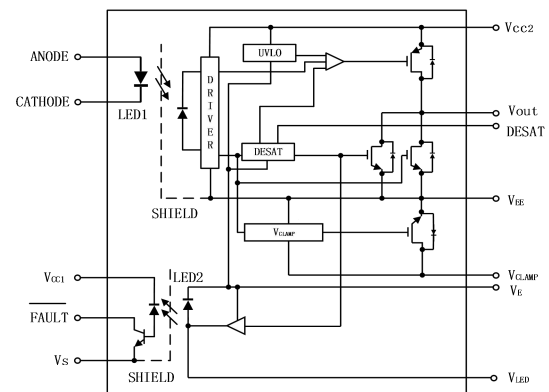 Vcc2
UVLO
ANODE
DRIVER
CATHODE
LED1
Vout
DESAT
DESAT
VEE
SHIELD
VCLAMP
VCC1
LED2
VCLAMP
VE
FAULT
VS
SHIELD
VLED